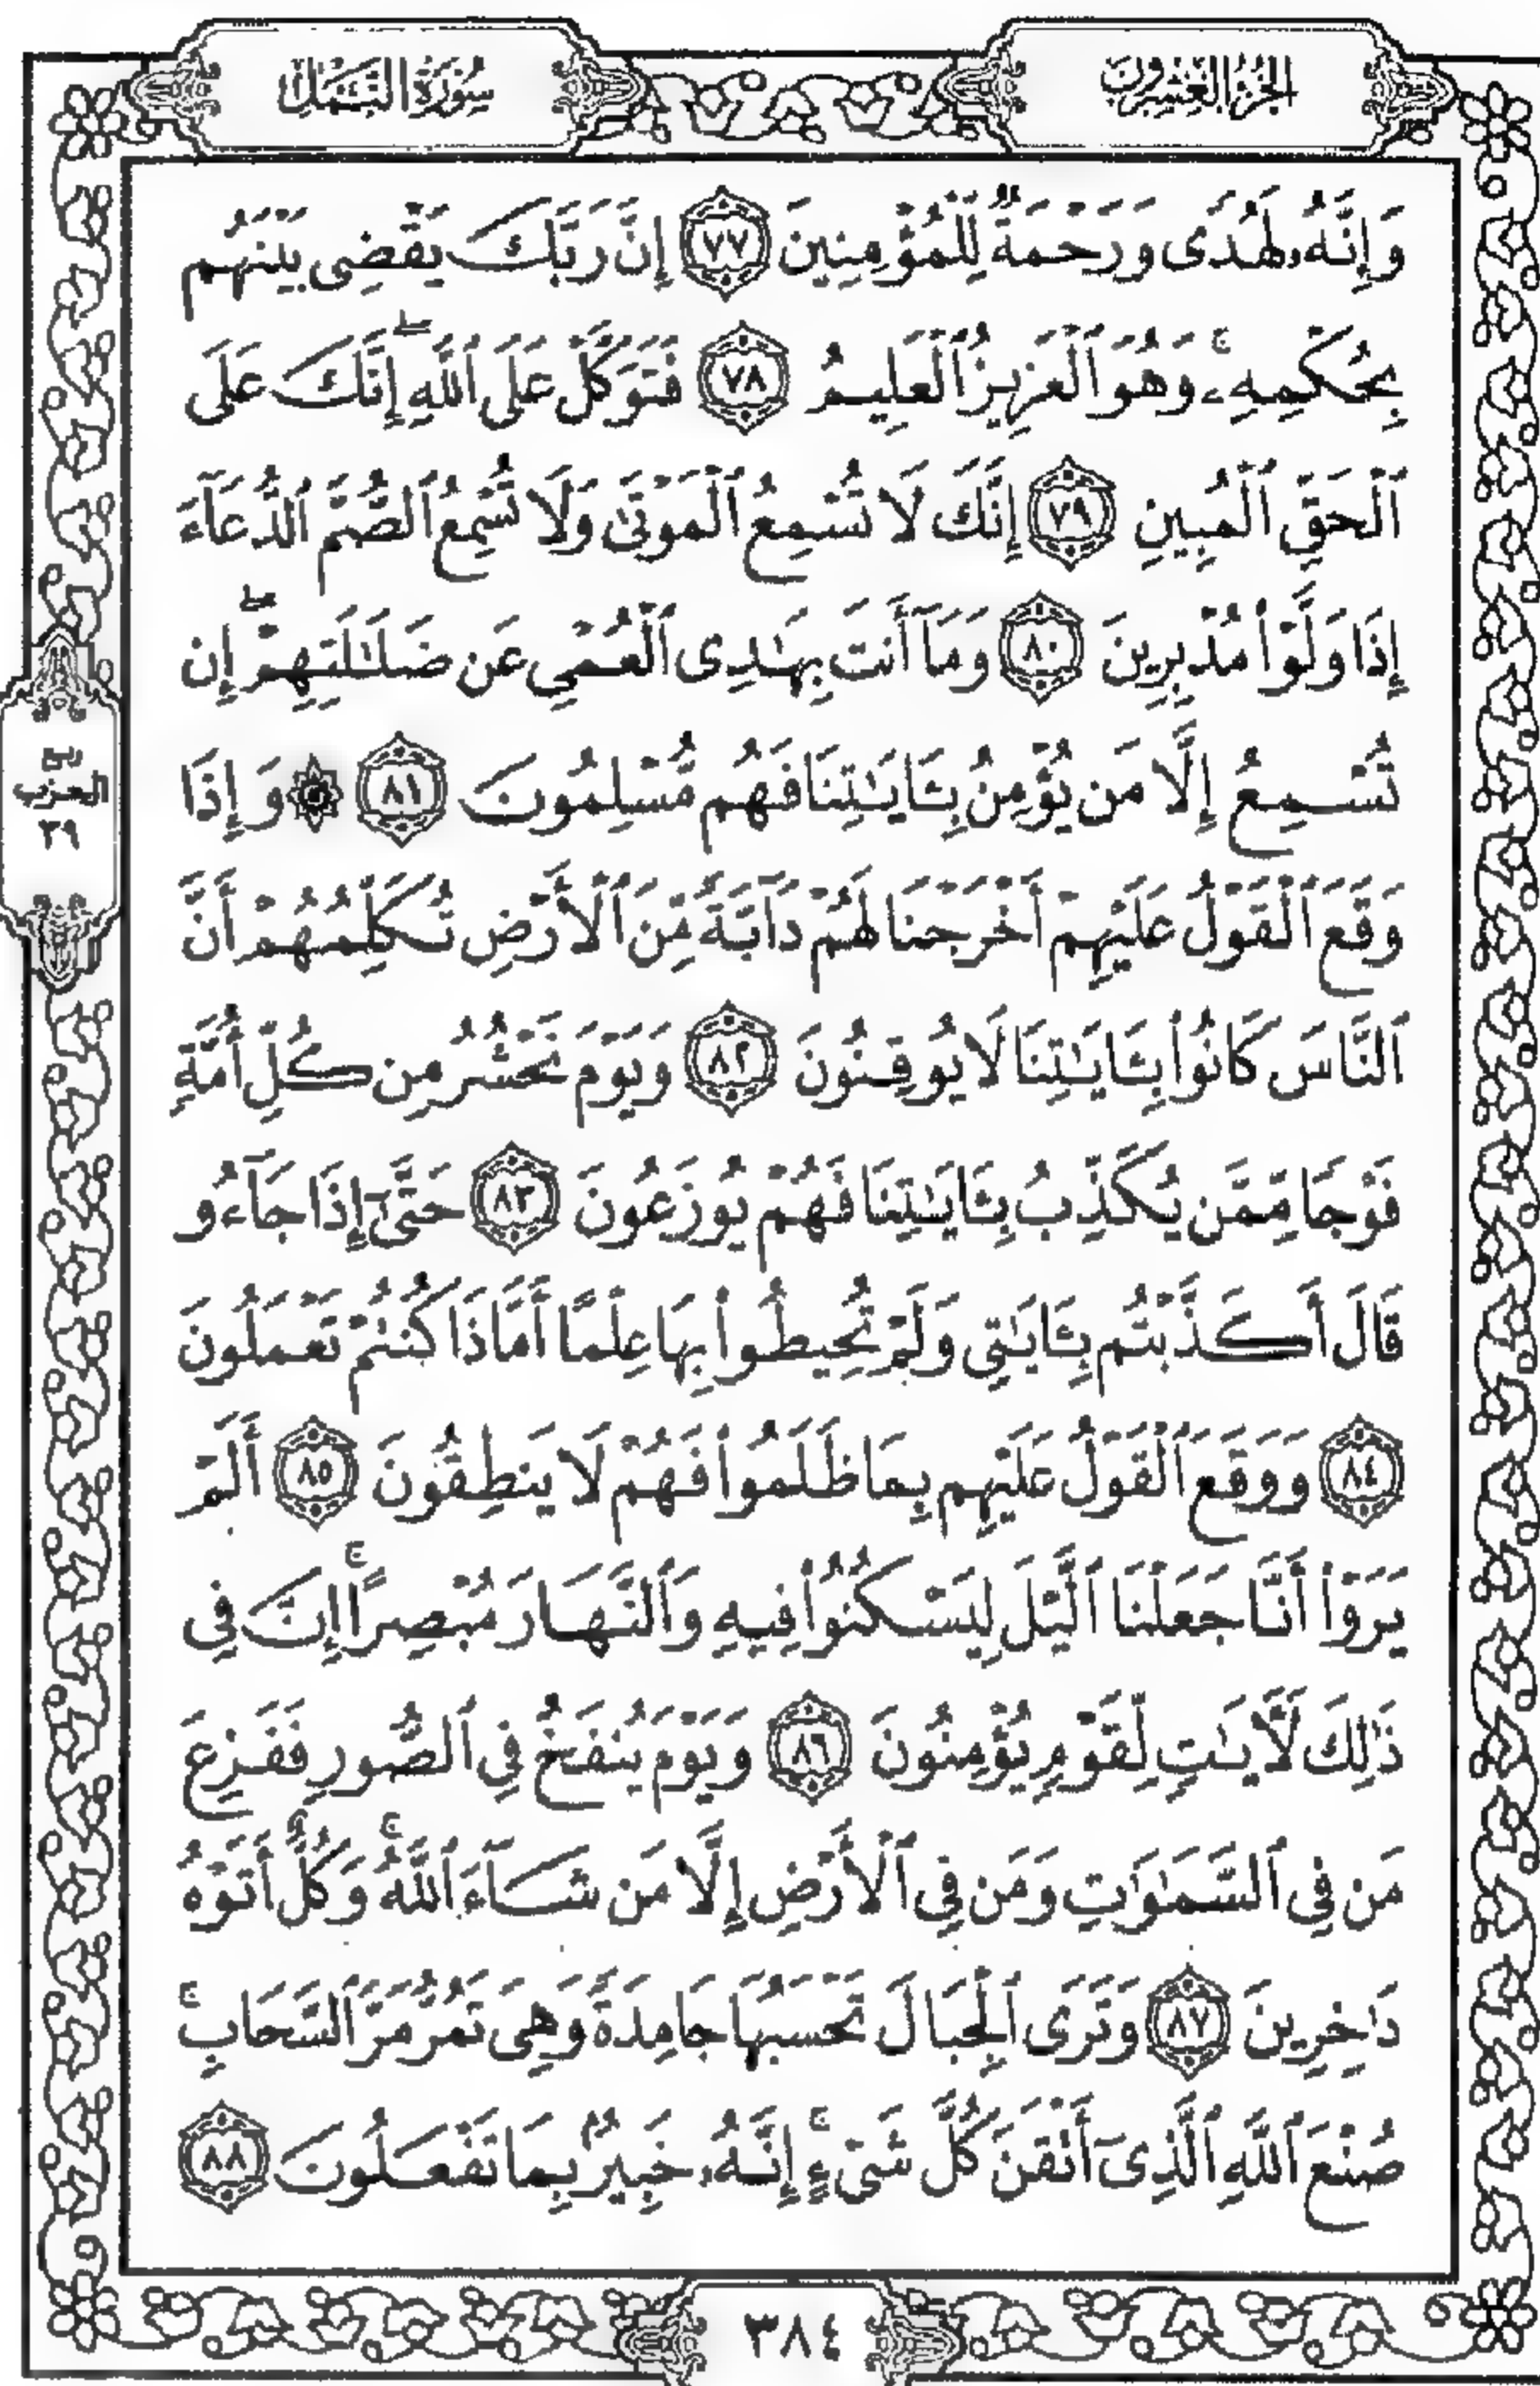 الجزء العشرون
سورة النمل
وَإِنَّهُۥ لَهُدًى وَرَحْمَةٌ لِّلْمُؤْمِنِينَ ٧٧ إِنَّ رَبَّكَ يَقْضِى بَيْنَهُم
بِحُكْمِهِۦۚ وَهُوَ ٱلْعَزِيزُ ٱلْعَلِيمُ ٧٨ فَتَوَكَّلْ عَلَى ٱللَّهِۖ إِنَّكَ عَلَى
ٱلْحَقِّ ٱلْمُبِينِ ٧٩ إِنَّكَ لَا تُسْمِعُ ٱلْمَوْتَىٰ وَلَا تُسْمِعُ ٱلصُّمَّ ٱلدُّعَآءَ
إِذَا وَلَّوْا۟ مُدْبِرِينَ ٨٠ وَمَآ أَنتَ بِهَـٰدِى ٱلْعُمْىِ عَن ضَلَـٰلَتِهِمْۖ إِن
تُسْمِعُ إِلَّا مَن يُؤْمِنُ بِـَٔايَـٰتِنَا فَهُم مُّسْلِمُونَ ٨١ ۞ وَإِذَا
وَقَعَ ٱلْقَوْلُ عَلَيْهِمْ أَخْرَجْنَا لَهُمْ دَآبَّةً مِّنَ ٱلْأَرْضِ تُكَلِّمُهُمْ أَنَّ
ٱلنَّاسَ كَانُوا۟ بِـَٔايَـٰتِنَا لَا يُوقِنُونَ ٨٢ وَيَوْمَ نَحْشُرُ مِن كُلِّ أُمَّةٍ
فَوْجًا مِّمَّن يُكَذِّبُ بِـَٔايَـٰتِنَا فَهُمْ يُوزَعُونَ ٨٣ حَتَّىٰٓ إِذَا جَآءُو
قَالَ أَكَذَّبْتُم بِـَٔايَـٰتِى وَلَمْ تُحِيطُوا۟ بِهَا عِلْمًا أَمَّاذَا كُنتُمْ تَعْمَلُونَ
٨٤ وَوَقَعَ ٱلْقَوْلُ عَلَيْهِم بِمَا ظَلَمُوا۟ فَهُمْ لَا يَنطِقُونَ ٨٥ أَلَمْ
يَرَوْا۟ أَنَّا جَعَلْنَا ٱلَّيْلَ لِيَسْكُنُوا۟ فِيهِ وَٱلنَّهَارَ مُبْصِرًاۚ إِنَّ فِى
ذَٰلِكَ لَـَٔايَـٰتٍ لِّقَوْمٍ يُؤْمِنُونَ ٨٦ وَيَوْمَ يُنفَخُ فِى ٱلصُّورِ فَفَزِعَ
مَن فِى ٱلسَّمَـٰوَٰتِ وَمَن فِى ٱلْأَرْضِ إِلَّا مَن شَآءَ ٱللَّهُۚ وَكُلٌّ أَتَوْهُ
دَٰخِرِينَ ٨٧ وَتَرَى ٱلْجِبَالَ تَحْسَبُهَا جَامِدَةً وَهِىَ تَمُرُّ مَرَّ ٱلسَّحَابِۚ
صُنْعَ ٱللَّهِ ٱلَّذِىٓ أَتْقَنَ كُلَّ شَىْءٍۚ إِنَّهُۥ خَبِيرٌۢ بِمَا تَفْعَلُونَ ٨٨
ربع
الحزب
٣٩
٣٨٤